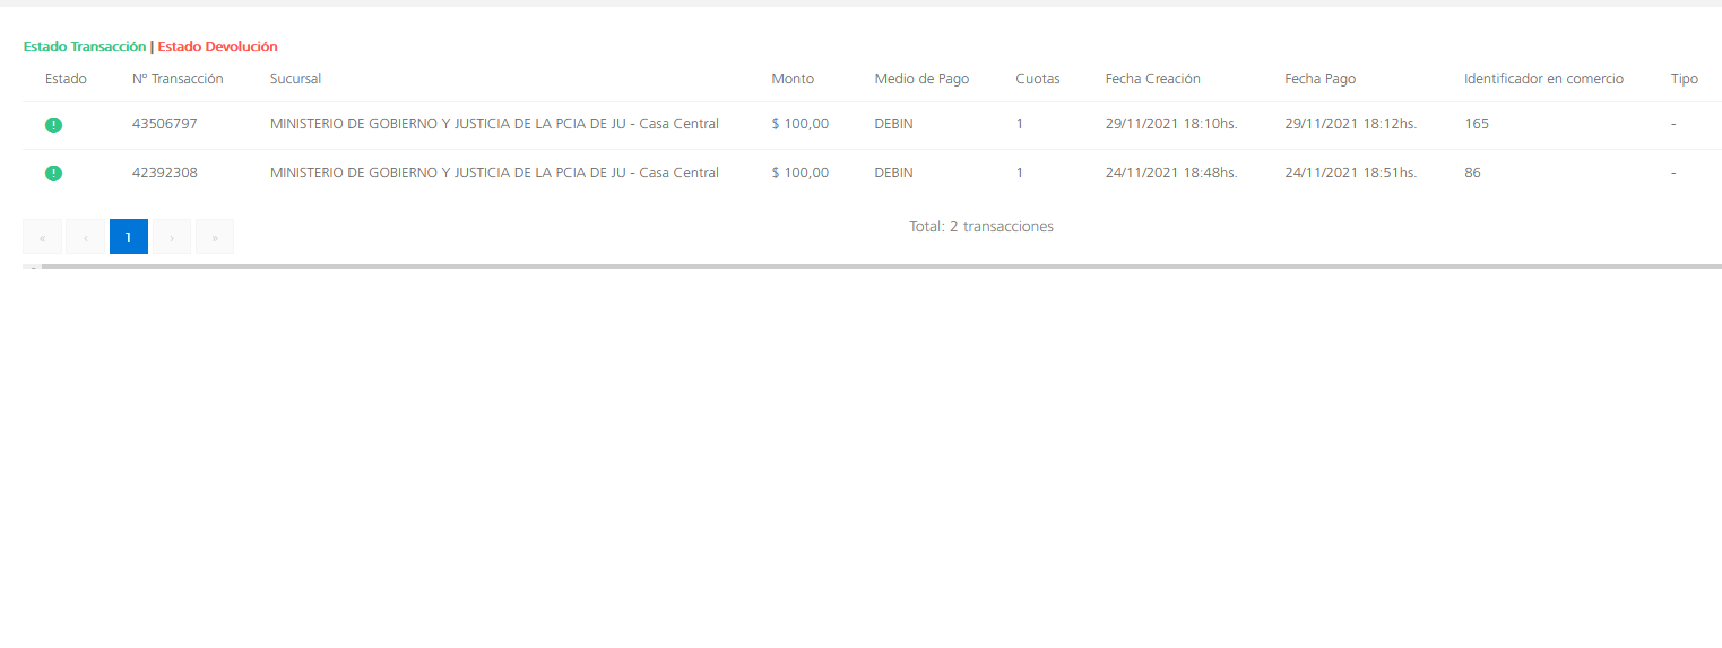 Estado Transacción | Estado Devolución
Estado Nº Transacción Sucursal Monto Medio de Pago Cuotas Fecha Creación Fecha Pago Identificador en comercio Tipo
! 43506797 MINISTERIO DE GOBIERNO Y JUSTICIA DE LA PCIA DE JU - Casa Central $ 100,00 DEBIN 1 29/11/2021 18:10hs. 29/11/2021 18:12hs. 165 -
! 42392308 MINISTERIO DE GOBIERNO Y JUSTICIA DE LA PCIA DE JU - Casa Central $ 100,00 DEBIN 1 24/11/2021 18:48hs. 24/11/2021 18:51hs. 86 -
« ‹ 1 › » Total: 2 transacciones